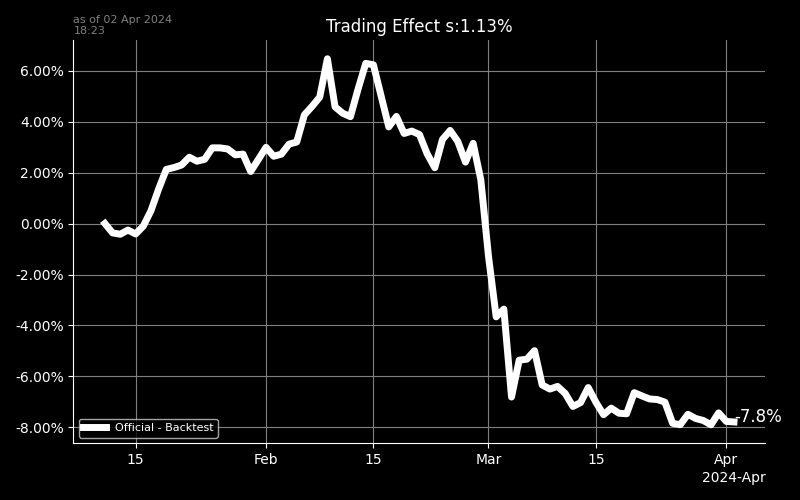 as of 02 Apr 2024
18:23
Trading Effect s:1.13%
6.00%
4.00%
2.00%
0.00%
-2.00%
-4.00%
-6.00%
-8.00%
Official - Backtest
-7.8%
15 Feb 15 Mar 15 Apr
2024-Apr